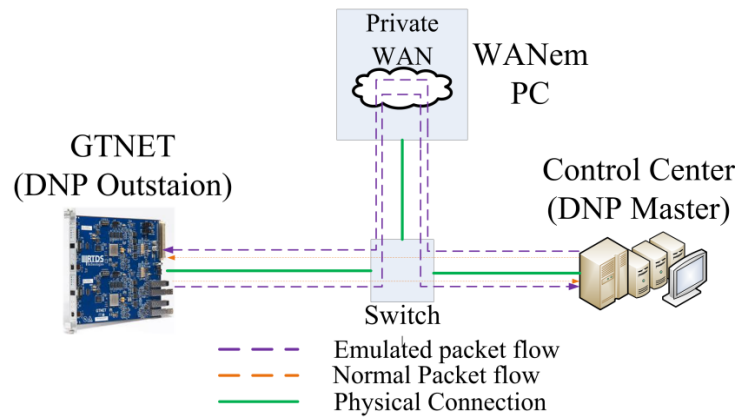 Private
WAN
WANem
PC
GTNET
(DNP Outstaion)
Control Center
(DNP Master)
RTDS
Switch
Emulated packet flow
Normal Packet flow
Physical Connection